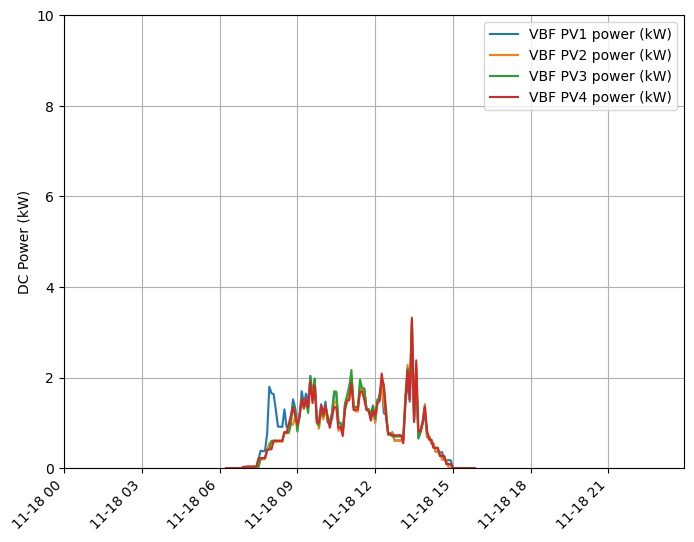 10
8
6
4
2
0
DC Power (kW)
VBF PV1 power (kW)
VBF PV2 power (kW)
VBF PV3 power (kW)
VBF PV4 power (kW)
11-18 00
11-18 03
11-18 06
11-18 09
11-18 12
11-18 15
11-18 18
11-18 21